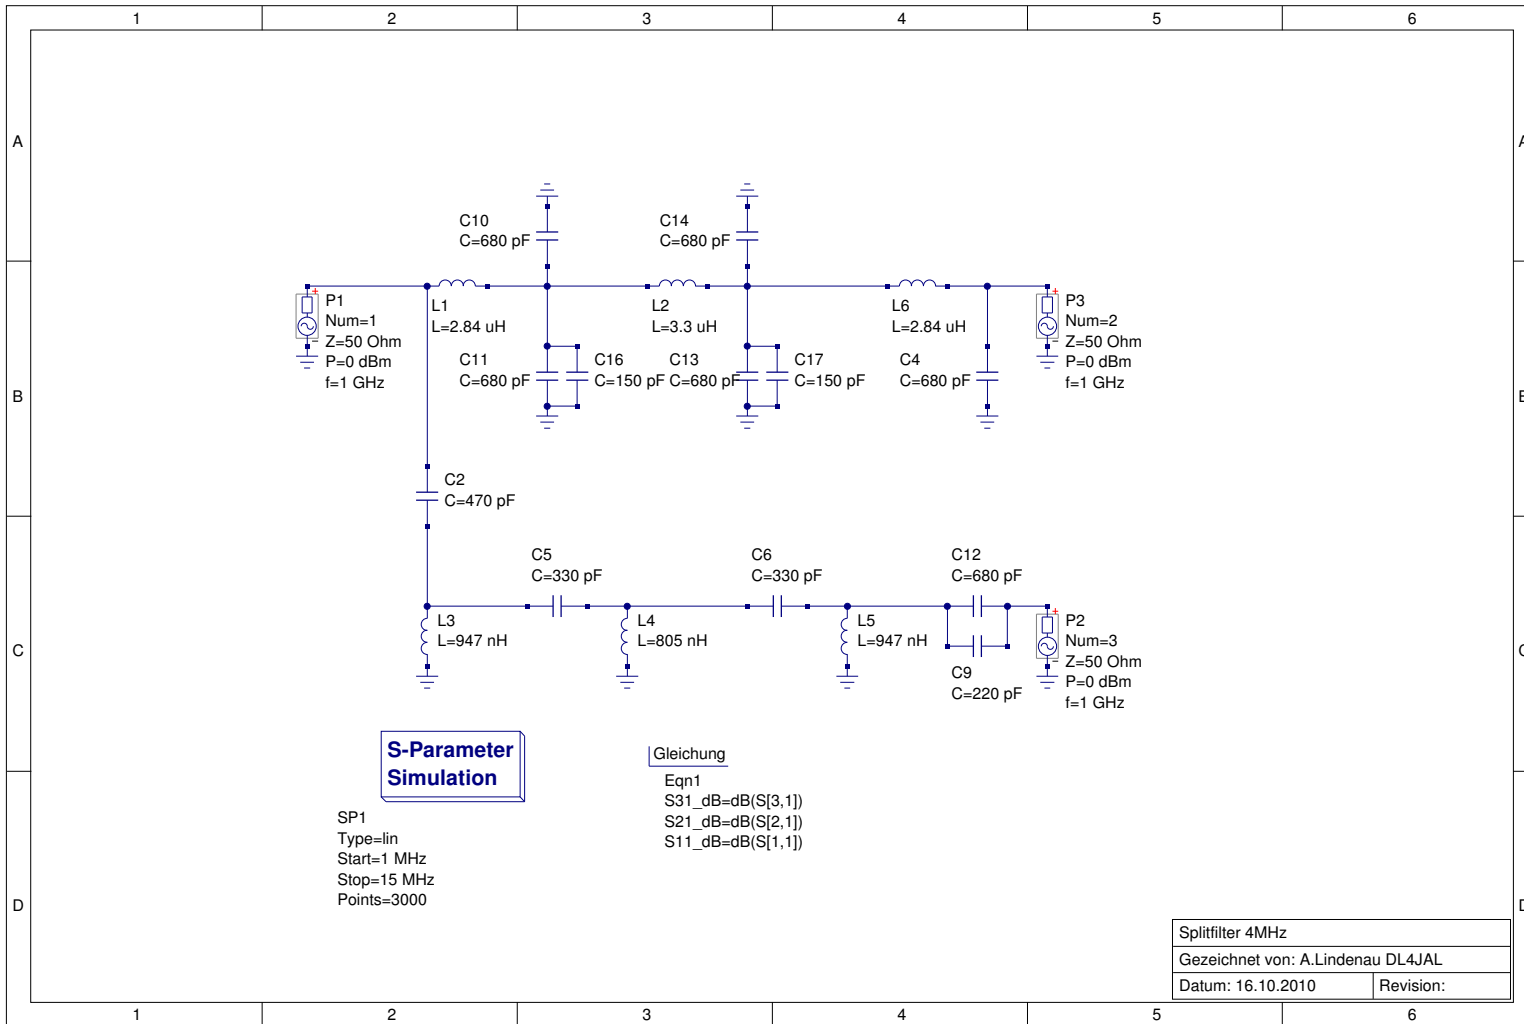 1 2 3 4 5 6
A A
C10
C=680 pF
C14
C=680 pF
P1
Num=1
Z=50 Ohm
P=0 dBm
f=1 GHz
L1
L=2.84 uH
L2
L=3.3 uH
L6
L=2.84 uH
P3
Num=2
Z=50 Ohm
P=0 dBm
f=1 GHz
C11
C=680 pF
C16
C=150 pF
C13
C=680 pF
C17
C=150 pF
C4
C=680 pF
B B
C2
C=470 pF
C5
C=330 pF
C6
C=330 pF
C12
C=680 pF
L3
L=947 nH
L4
L=805 nH
L5
L=947 nH
C9
C=220 pF
P2
Num=3
Z=50 Ohm
P=0 dBm
f=1 GHz
C C
S-Parameter
Simulation
SP1
Type=lin
Start=1 MHz
Stop=15 MHz
Points=3000
Gleichung
Eqn1
S31_dB=dB(S[3,1])
S21_dB=dB(S[2,1])
S11_dB=dB(S[1,1])
D D
Splitfilter 4MHz
Gezeichnet von: A.Lindenau DL4JAL
Datum: 16.10.2010
Revision:
1 2 3 4 5 6